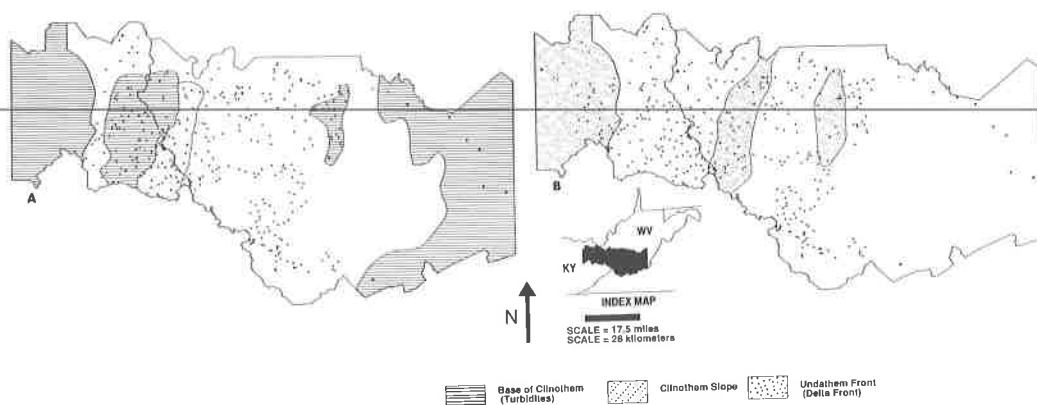 A
B
WV
KY
INDEX MAP
N
SCALE = 17.5 miles
SCALE = 28 kilometers
Base of Clinothem
(Turbidites)
Clinothem Slope
Undathem Front
(Delta Front)